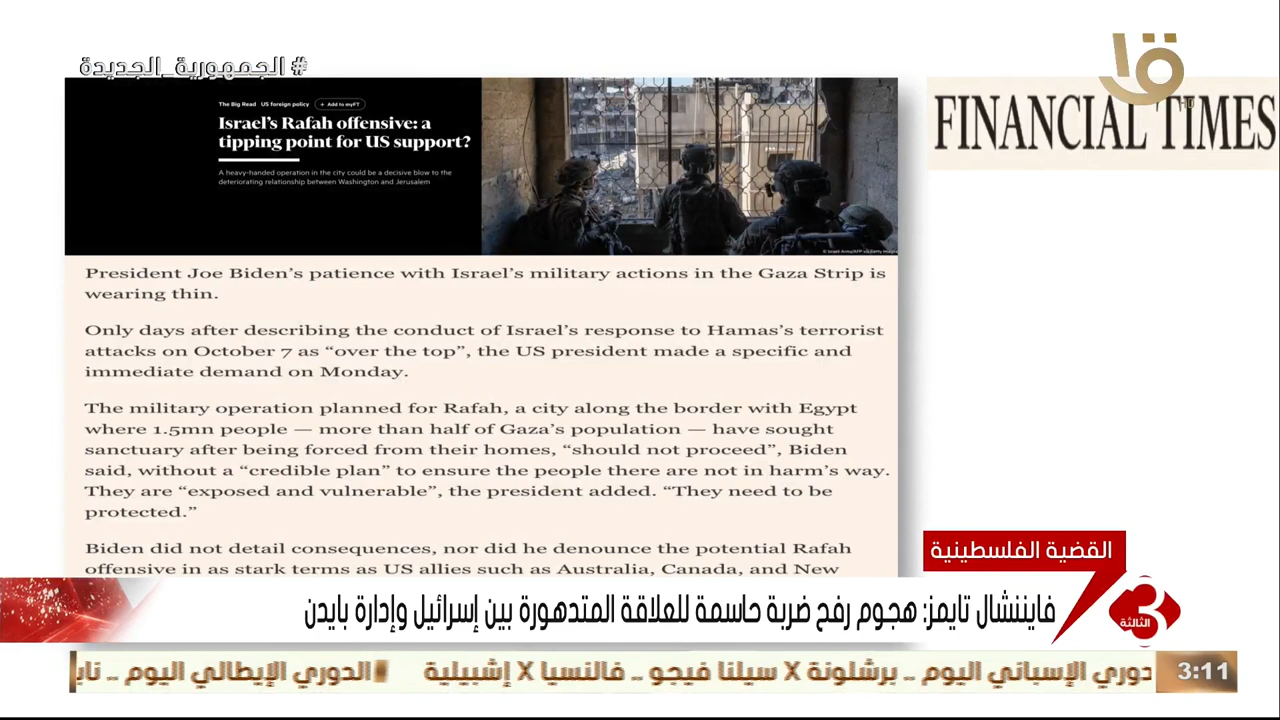 # الجمهورية_الجديدة
The Big Read US foreign policy + Add to myFT
Israel's Rafah offensive: a
tipping point for US support?
A heavy-handed operation in the city could be a decisive blow to the
deteriorating relationship between Washington and Jerusalem
© Israel Army/AFP via Getty Images
FINANCIAL TIMES
HD
President Joe Biden's patience with Israel's military actions in the Gaza Strip is
wearing thin.
Only days after describing the conduct of Israel's response to Hamas's terrorist
attacks on October 7 as “over the top”, the US president made a specific and
immediate demand on Monday.
The military operation planned for Rafah, a city along the border with Egypt
where 1.5mn people — more than half of Gaza's population — have sought
sanctuary after being forced from their homes, “should not proceed”, Biden
said, without a “credible plan” to ensure the people there are not in harm's way.
They are “exposed and vulnerable”, the president added. “They need to be
protected.”
Biden did not detail consequences, nor did he denounce the potential Rafah
offensive in as stark terms as US allies such as Australia, Canada, and New
القضية الفلسطينية
فايننشال تايمز: هجوم رفح ضربة حاسمة للعلاقة المتدهورة بين إسرائيل وإدارة بايدن
3
الثالثة
دوري الإسباني اليوم .. برشلونة X سيلتا فيجو .. فالنسيا X إشبيلية الدوري الإيطالي اليوم .. ناب
3:11